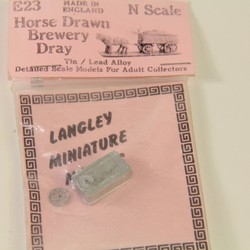 E23
MADE IN
ENGLAND
N Scale
Horse Drawn
Brewery
Dray
Tin / Lead Alloy
Detailed Scale Models For Adult Collectors
LANGLEY
MINIATURE
M